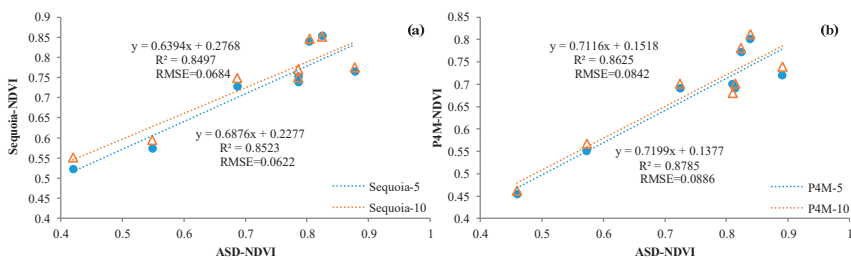 (a)
0.9
0.85
0.8
0.75
0.7
0.65
0.6
0.55
0.5
0.45
0.4
Sequoia-NDVI
y = 0.6394x + 0.2768
R² = 0.8497
RMSE=0.0684
y = 0.6876x + 0.2277
R² = 0.8523
RMSE=0.0622
Sequoia-5
Sequoia-10
0.4 0.5 0.6 0.7 0.8 0.9 1
ASD-NDVI
(b)
0.85
0.8
0.75
0.7
0.65
0.6
0.55
0.5
0.45
0.4
P4M-NDVI
y = 0.7116x + 0.1518
R² = 0.8625
RMSE=0.0842
y = 0.7199x + 0.1377
R² = 0.8785
RMSE=0.0886
P4M-5
P4M-10
0.4 0.5 0.6 0.7 0.8 0.9 1
ASD-NDVI